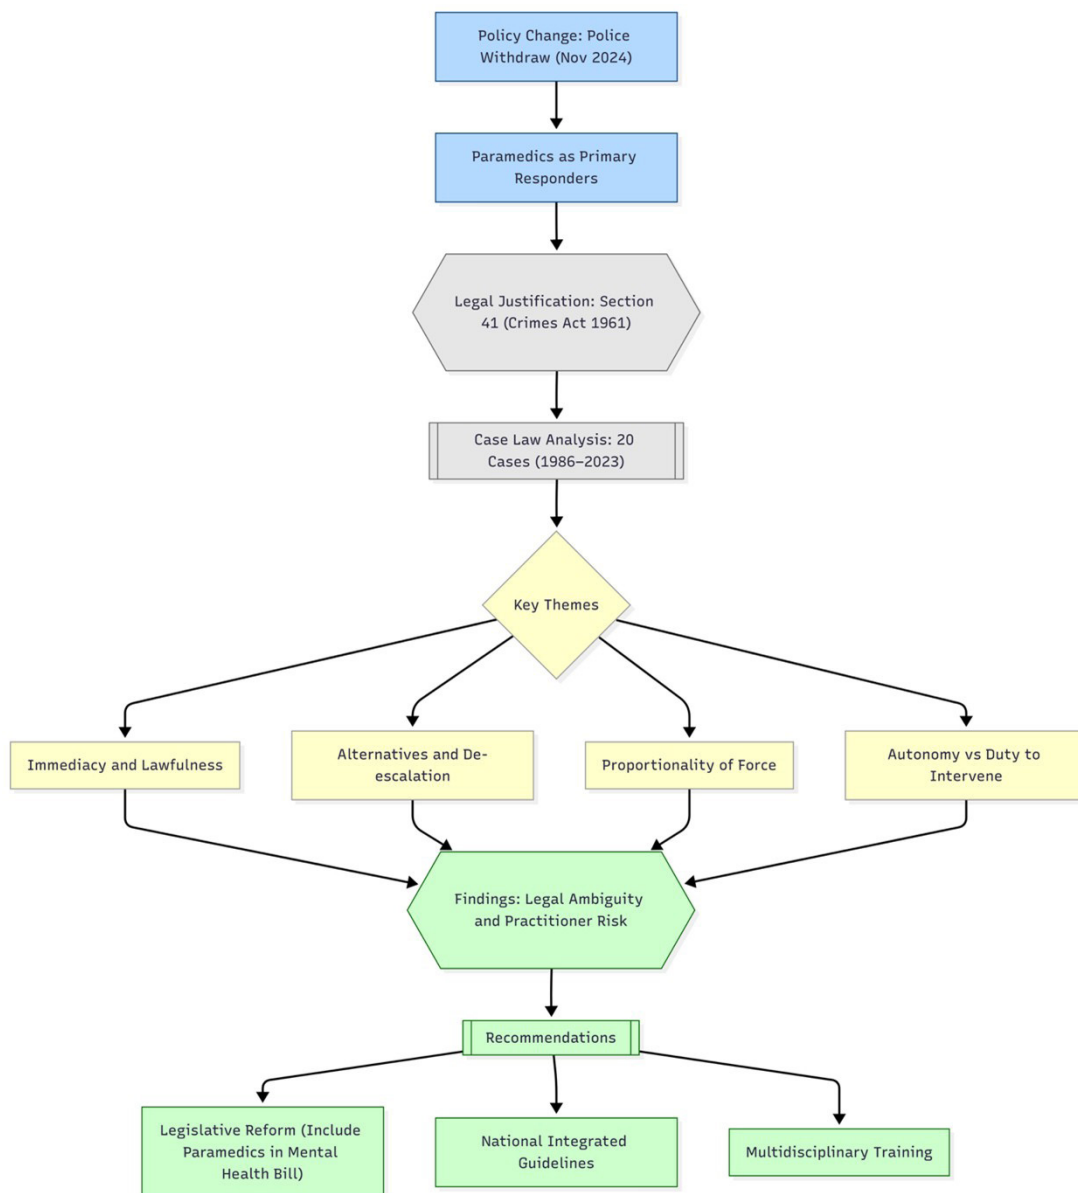 Policy Change: Police
Withdraw (Nov 2024)
Paramedics as Primary
Responders
Legal Justification: Section
41 (Crimes Act 1961)
Case Law Analysis: 20
Cases (1986–2023)
Key Themes
Immediacy and Lawfulness
Alternatives and De-
escalation
Proportionality of Force
Autonomy vs Duty to
Intervene
Findings: Legal Ambiguity
and Practitioner Risk
Recommendations
Legislative Reform (Include
Paramedics in Mental
Health Bill)
National Integrated
Guidelines
Multidisciplinary Training